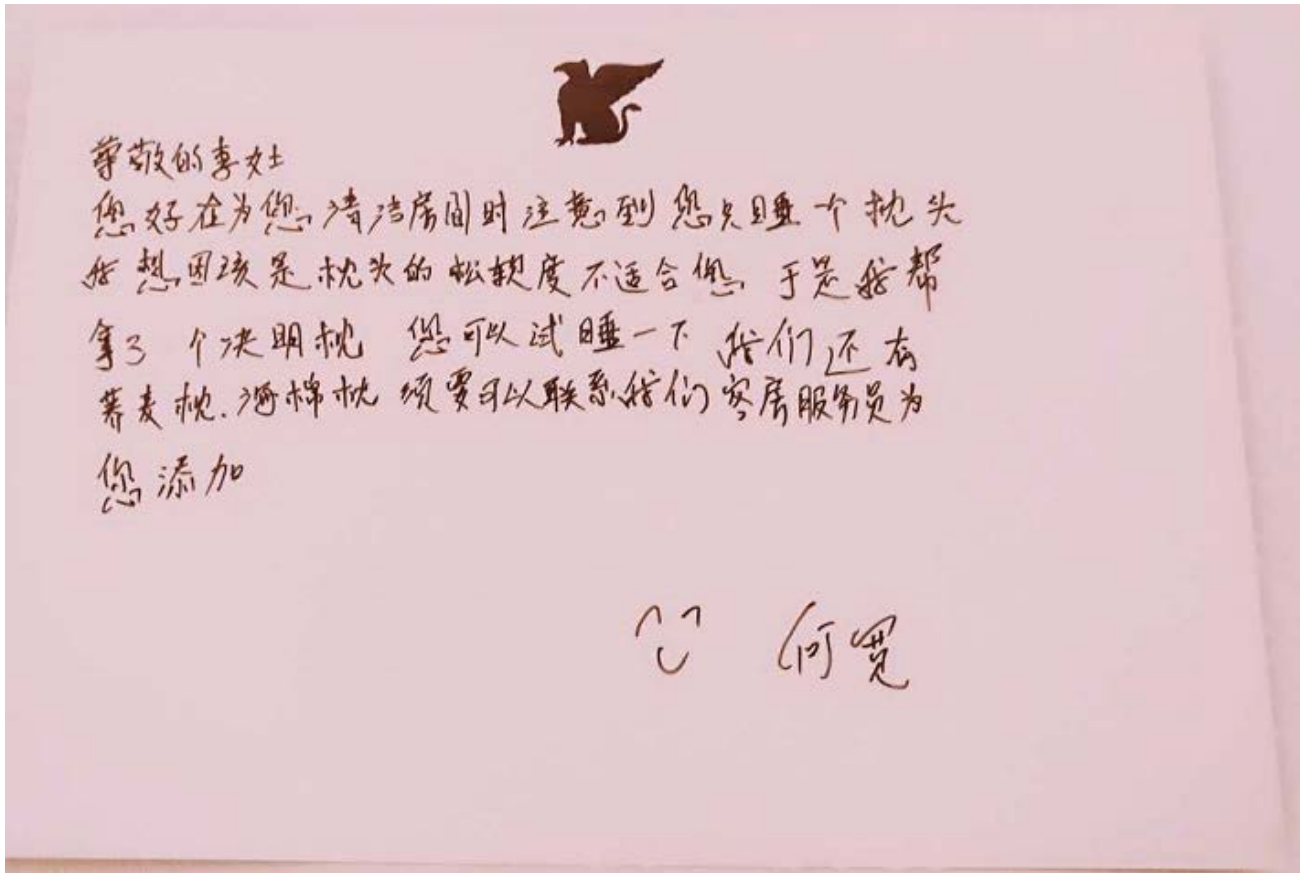 尊敬的李女士
您好在为您清洁房间时注意到您只睡一个枕头
我想因该是枕头的松软度不适合您 于是我帮
拿了 个决明枕 您可以试睡一下 我们还有
荞麦枕.海棉枕 须要可以联系我们客房服务员为
您添加
何宽